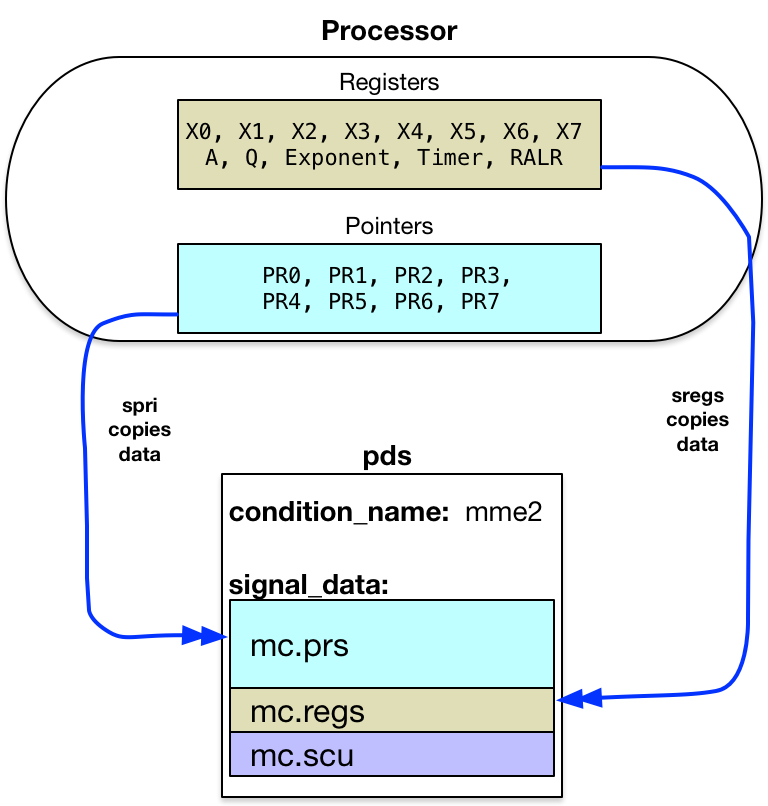 Processor
Registers
X0, X1, X2, X3, X4, X5, X6, X7
A, Q, Exponent, Timer, RALR
Pointers
PR0, PR1, PR2, PR3,
PR4, PR5, PR6, PR7
spri
copies
data
sregs
copies
data
pds
condition_name: mme2
signal_data:
mc.prs
mc.regs
mc.scu